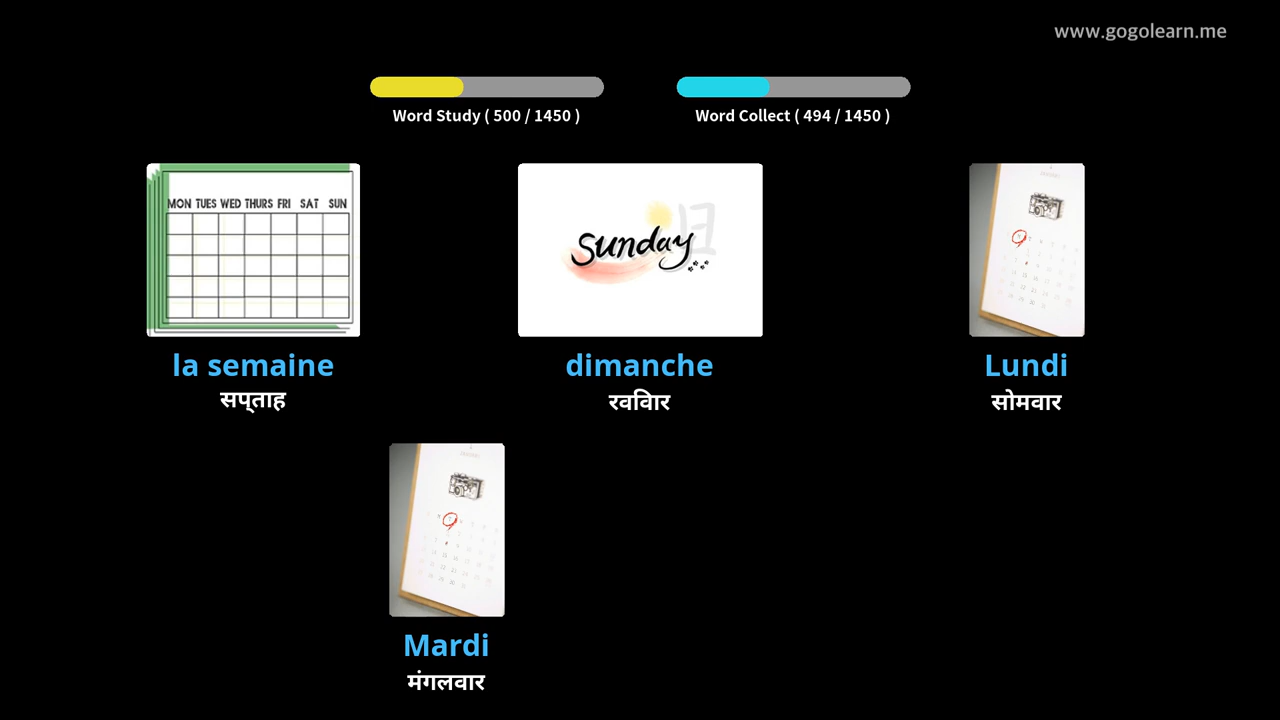 www.gogolearn.me
Word Study ( 500 / 1450 )
Word Collect ( 494 / 1450 )
MON TUES WED THURS FRI SAT SUN
Sunday
la semaine
dimanche
Lundi
सप्ताह
रविवार
सोमवार
Mardi
मंगलवार